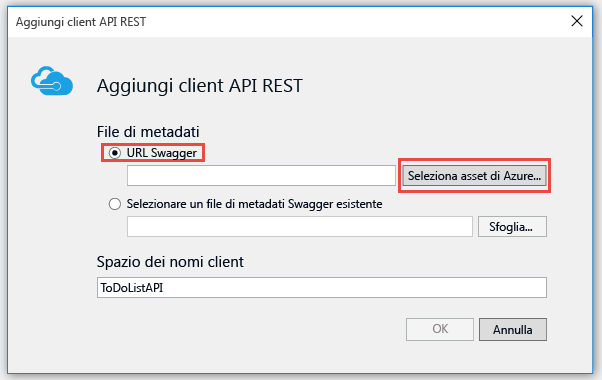 Aggiungi client API REST
Aggiungi client API REST
File di metadati
URL Swagger
Seleziona asset di Azure...
Selezionare un file di metadati Swagger esistente
Sfoglia...
Spazio dei nomi client
ToDoListAPI
OK Annulla